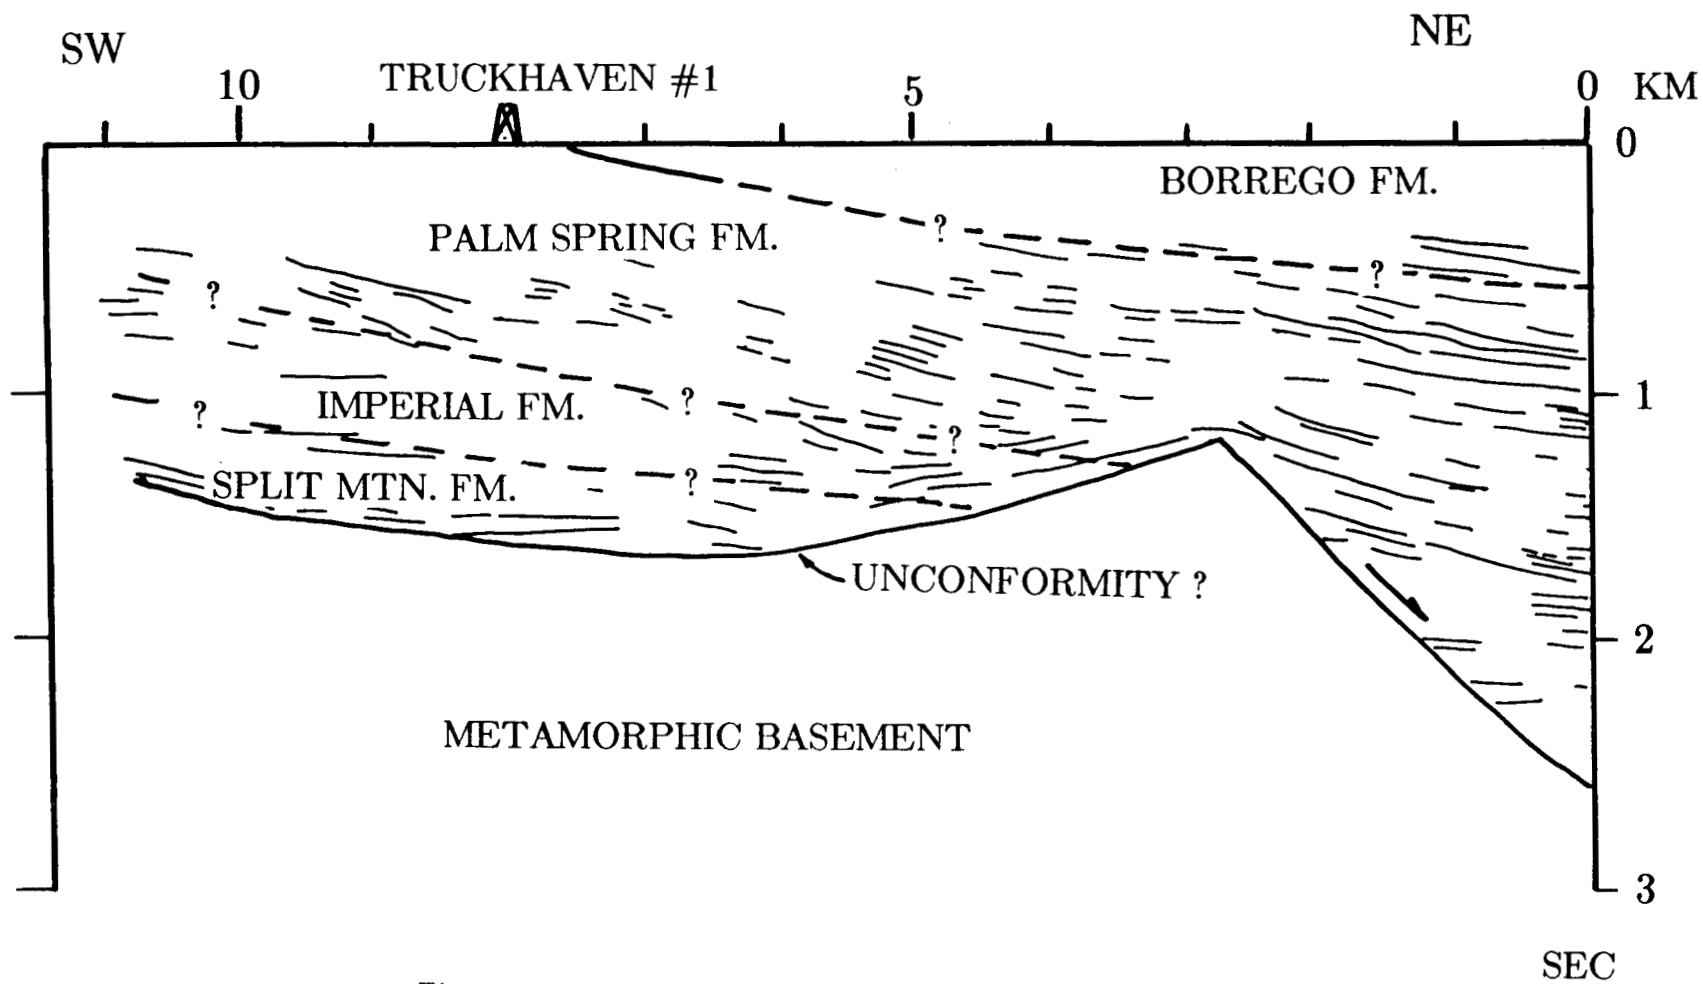 SW
NE
TRUCKHAVEN #1
10
5
0 KM
0
BORREGO FM.
PALM SPRING FM.
?
?
?
1
IMPERIAL FM.
?
?
?
SPLIT MTN. FM.
?
UNCONFORMITY ?
2
METAMORPHIC BASEMENT
3
SEC